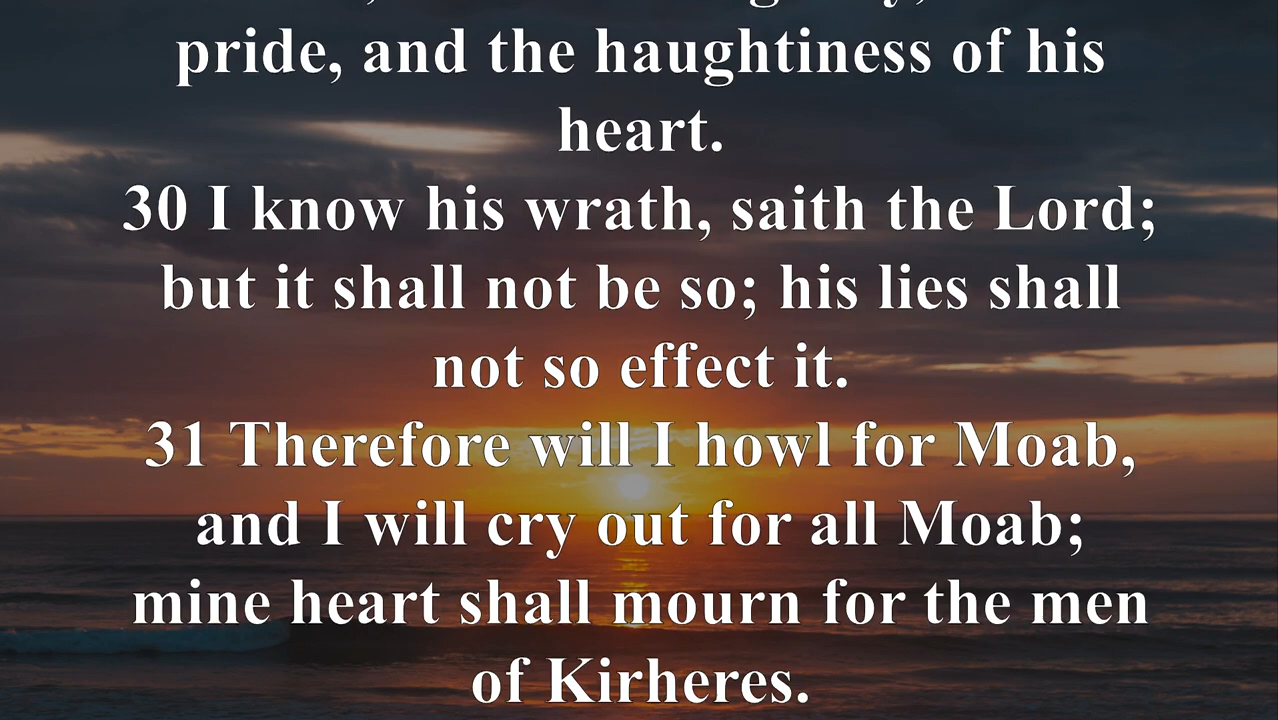 pride, and the haughtiness of his
heart.
30 I know his wrath, saith the Lord;
but it shall not be so; his lies shall
not so effect it.
31 Therefore will I howl for Moab,
and I will cry out for all Moab;
mine heart shall mourn for the men
of Kirheres.